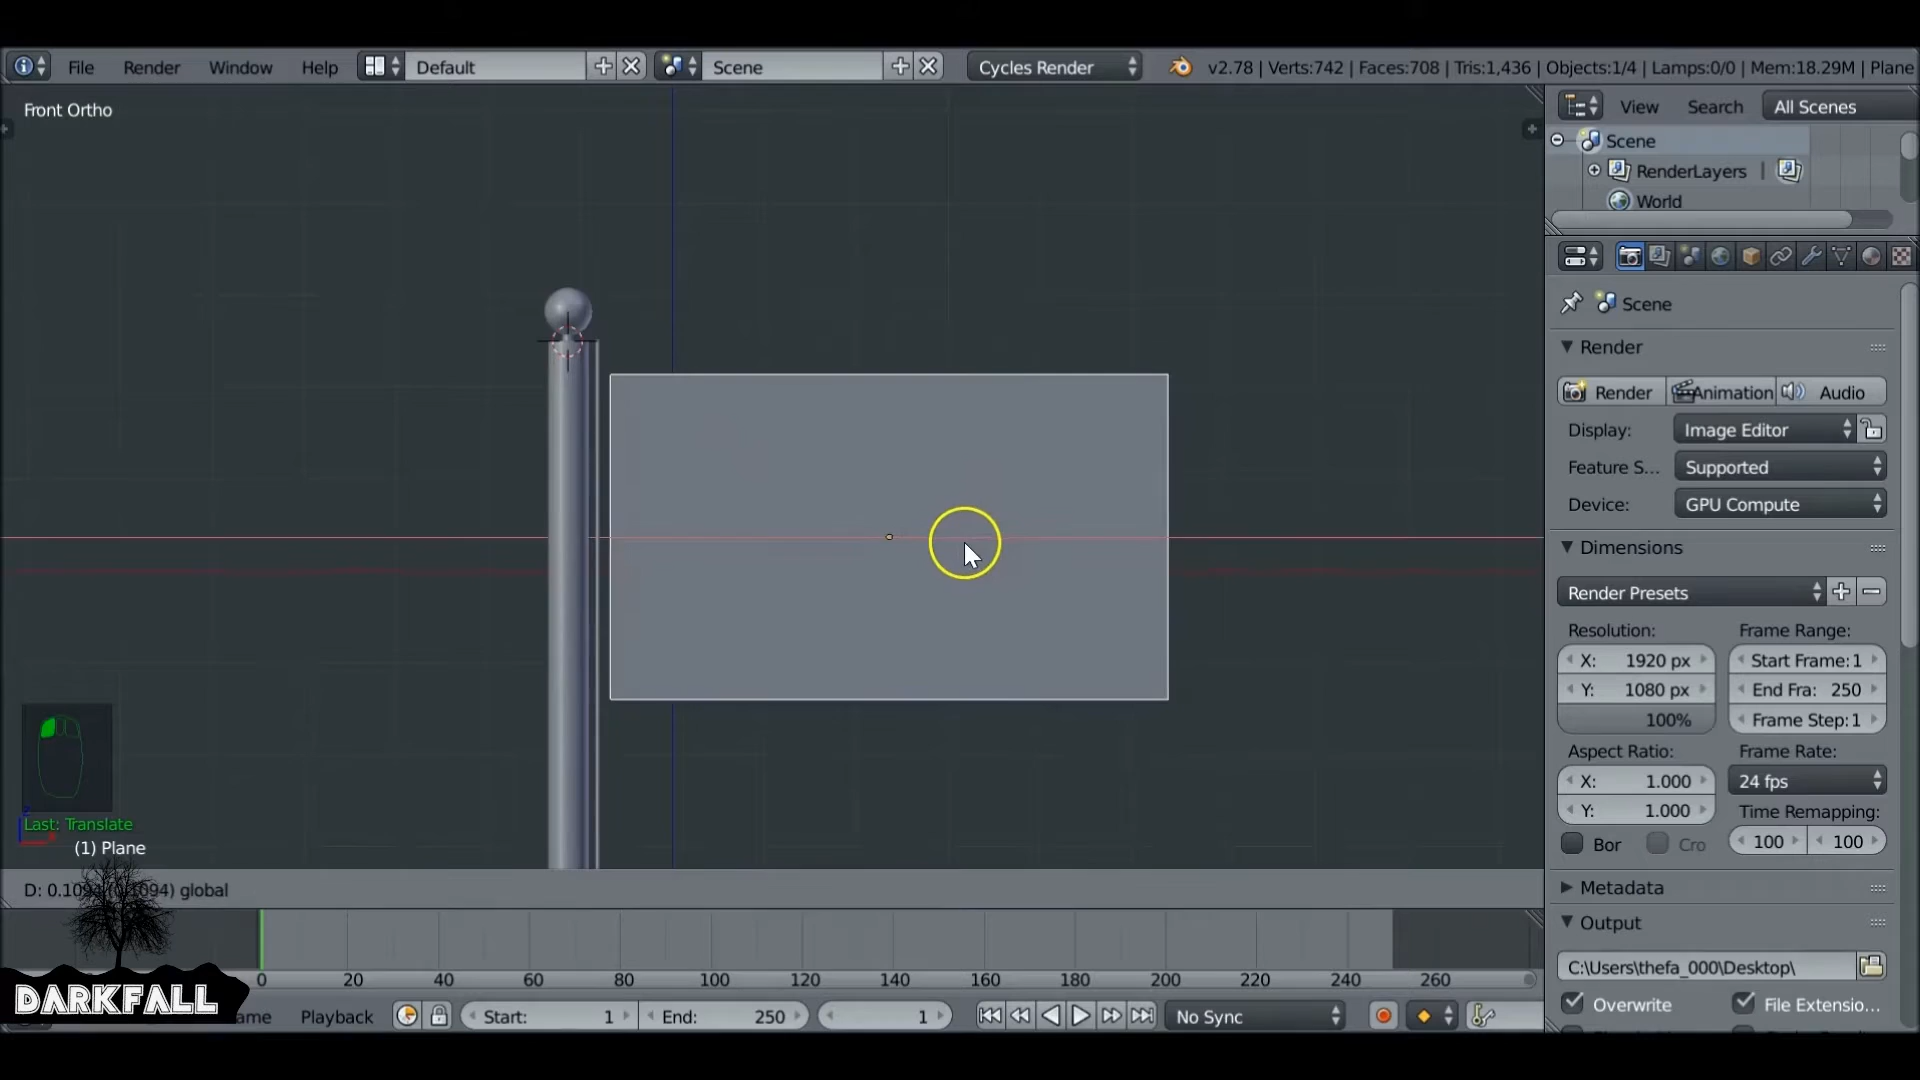 File Render Window Help Default Scene Cycles Render v2.78 | Verts:742 | Faces:708 | Tris:1,436 | Objects:1/4 | Lamps:0/0 | Mem:18.29M | Plane
Front Ortho
View Search All Scenes
Scene
RenderLayers |
World
Scene
Render
Render Animation Audio
Display: Image Editor
Feature S... Supported
Device: GPU Compute
Dimensions
Render Presets
Resolution: Frame Range:
X: 1920 px Start Frame: 1
Y: 1080 px End Fra: 250
100% Frame Step: 1
Aspect Ratio: Frame Rate:
X: 1.000 24 fps
Y: 1.000 Time Remapping:
Bor Cro 100 100
Metadata
Output
C:\Users\thefa_000\Desktop\
Overwrite File Extensio...
Last: Translate
(1) Plane
D: 0.1094 (0.1094) global
0 20 40 60 80 100 120 140 160 180 200 220 240 260
DARKFALL
Playback Start: 1 End: 250 1 No Sync